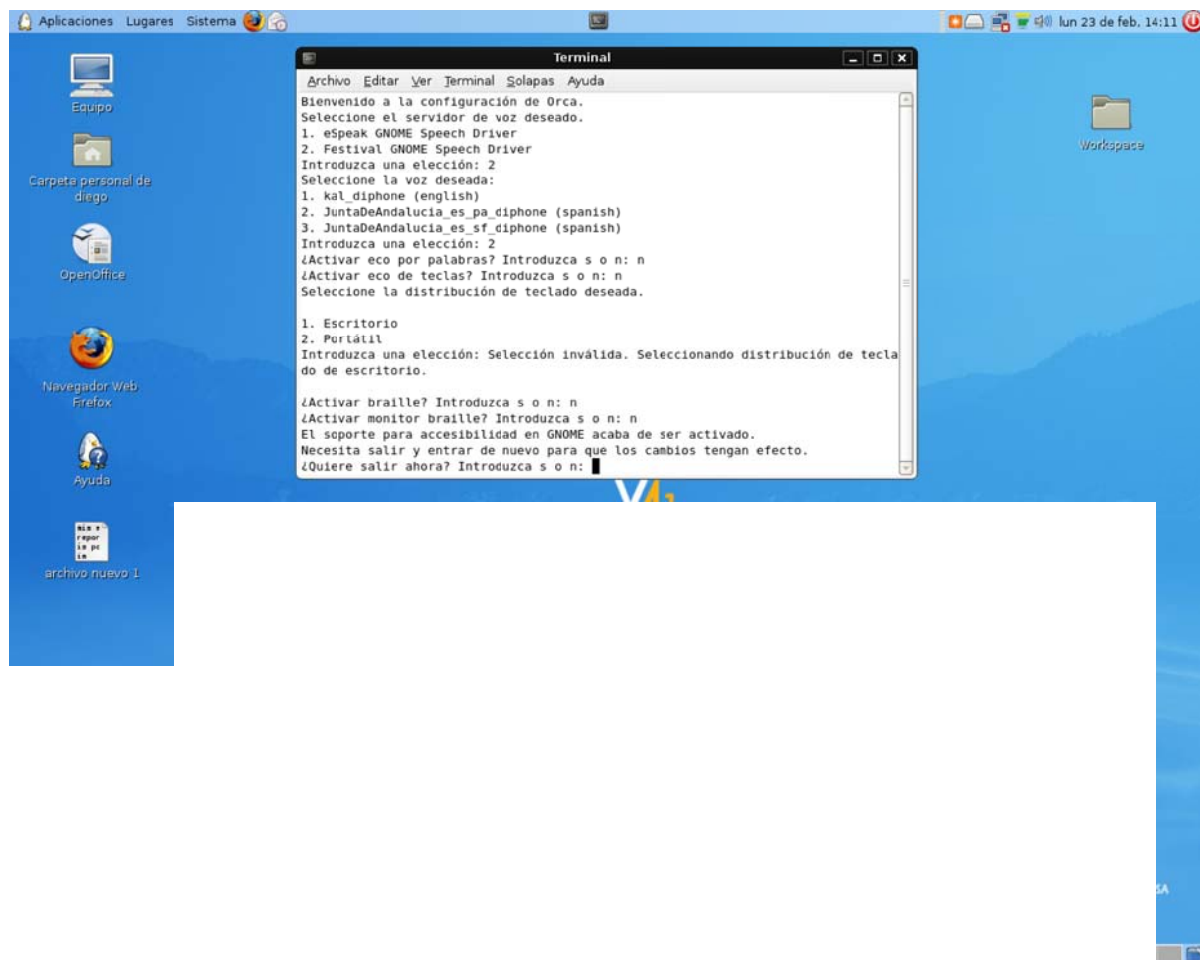 Aplicaciones Lugares Sistema
lun 23 de feb, 14:11
Equipo
Carpeta personal de
diego
OpenOffice
Navegador Web
Firefox
Ayuda
archivo nuevo 1
Workspace
Terminal
Archivo Editar Ver Terminal Solapas Ayuda
Bienvenido a la configuración de Orca.
Seleccione el servidor de voz deseado.
1. eSpeak GNOME Speech Driver
2. Festival GNOME Speech Driver
Introduzca una elección: 2
Seleccione la voz deseada:
1. kal_diphone (english)
2. JuntaDeAndalucia_es_pa_diphone (spanish)
3. JuntaDeAndalucia_es_sf_diphone (spanish)
Introduzca una elección: 2
¿Activar eco por palabras? Introduzca s o n: n
¿Activar eco de teclas? Introduzca s o n: n
Seleccione la distribución de teclado deseada.
1. Escritorio
2. Portátil
Introduzca una elección: Selección inválida. Seleccionando distribución de tecla
do de escritorio.
¿Activar braille? Introduzca s o n: n
¿Activar monitor braille? Introduzca s o n: n
El soporte para accesibilidad en GNOME acaba de ser activado.
Necesita salir y entrar de nuevo para que los cambios tengan efecto.
¿Quiere salir ahora? Introduzca s o n: